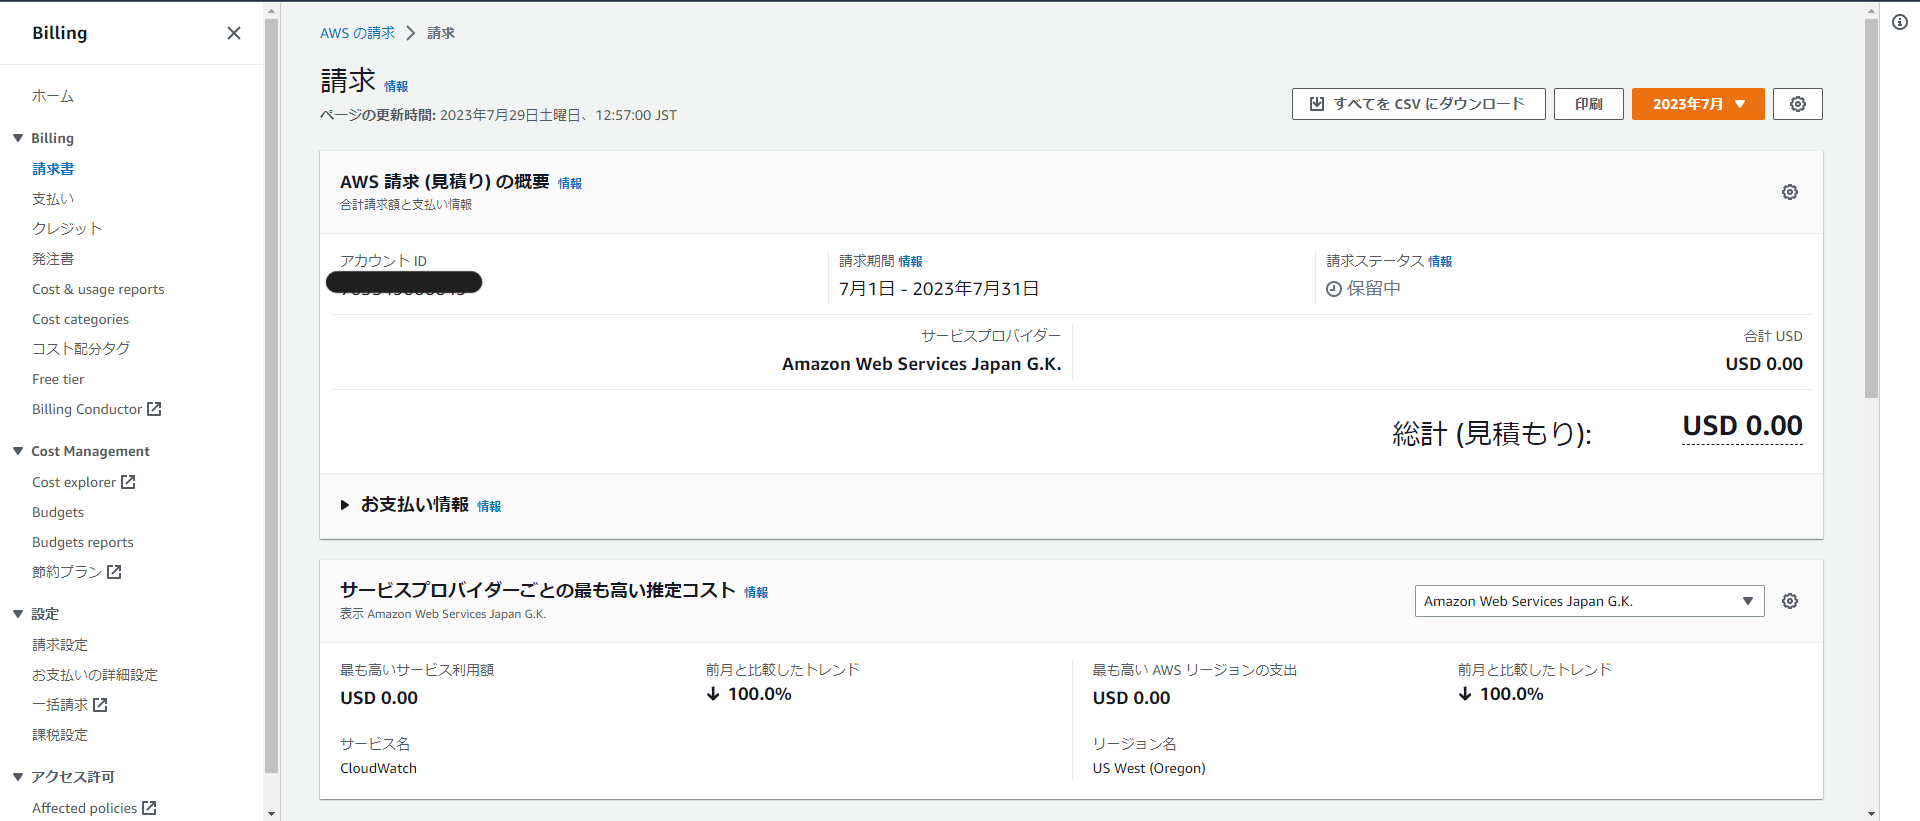 Billing
ホーム
Billing
請求書
支払い
クレジット
発注書
Cost & usage reports
Cost categories
コスト配分タグ
Free tier
Billing Conductor
Cost Management
Cost explorer
Budgets
Budgets reports
節約プラン
設定
請求設定
お支払いの詳細設定
一括請求
課税設定
アクセス許可
Affected policies
AWS の請求 請求
請求 情報
ページの更新時間: 2023年7月29日土曜日、12:57:00 JST
すべてを CSV にダウンロード 印刷 2023年7月
AWS 請求 (見積り) の概要 情報
合計請求額と支払い情報
アカウント ID
請求期間 情報
7月1日 - 2023年7月31日
請求ステータス 情報
保留中
サービスプロバイダー
Amazon Web Services Japan G.K.
合計 USD
USD 0.00
総計 (見積もり): USD 0.00
お支払い情報 情報
サービスプロバイダーごとの最も高い推定コスト 情報
表示 Amazon Web Services Japan G.K.
Amazon Web Services Japan G.K.
最も高いサービス利用額
USD 0.00
前月と比較したトレンド
100.0%
サービス名
CloudWatch
最も高い AWS リージョンの支出
USD 0.00
前月と比較したトレンド
100.0%
リージョン名
US West (Oregon)